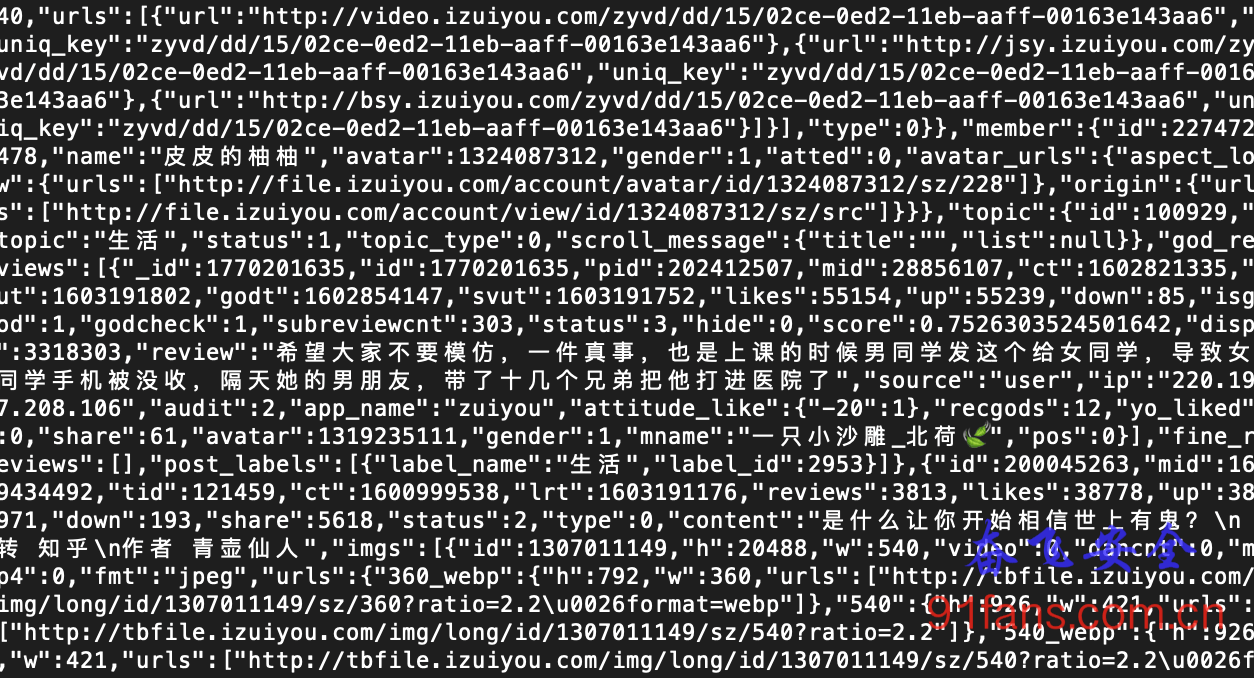 40,"urls":[{"url":"http://video.izuiyou.com/zyvd/dd/15/02ce-0ed2-11eb-aaff-00163e143aa6","
uniq_key":"zyvd/dd/15/02ce-0ed2-11eb-aaff-00163e143aa6"},{"url":"http://jsy.izuiyou.com/zy
vd/dd/15/02ce-0ed2-11eb-aaff-00163e143aa6","uniq_key":"zyvd/dd/15/02ce-0ed2-11eb-aaff-0016
3e143aa6"},{"url":"http://bsy.izuiyou.com/zyvd/dd/15/02ce-0ed2-11eb-aaff-00163e143aa6","un
iq_key":"zyvd/dd/15/02ce-0ed2-11eb-aaff-00163e143aa6"}]}],"type":0}},"member":{"id":227472
478,"name":"皮皮的柚柚","avatar":1324087312,"gender":1,"atted":0,"avatar_urls":{"aspect_lo
w":{"urls":["http://file.izuiyou.com/account/avatar/id/1324087312/sz/228"]},"origin":{"url
s":["http://file.izuiyou.com/account/view/id/1324087312/sz/src"]}}},"topic":{"id":100929,"
topic":"生活","status":1,"topic_type":0,"scroll_message":{"title":"","list":null}},"god_re
views":[{"_id":1770201635,"id":1770201635,"pid":202412507,"mid":28856107,"ct":1602821335,"
ut":1603191802,"godt":1602854147,"svut":1603191752,"likes":55154,"up":55239,"down":85,"isg
od":1,"godcheck":1,"subreviewcnt":303,"status":3,"hide":0,"score":0.7526303524501642,"disp
":3318303,"review":"希望大家不要模仿，一件真事，也是上课的时候男同学发这个给女同学，导致女
同学手机被没收，隔天她的男朋友，带了十几个兄弟把他打进医院了","source":"user","ip":"220.19
7.208.106","audit":2,"app_name":"zuiyou","attitude_like":{"-20":1},"recgods":12,"yo_liked"
:0,"share":61,"avatar":1319235111,"gender":1,"mname":"一只小沙雕_北荷🍃","pos":0}],"fine_r
eviews":[],"post_labels":[{"label_name":"生活","label_id":2953}]},{"id":200045263,"mid":16
9434492,"tid":121459,"ct":1600999538,"lrt":1603191176,"reviews":3813,"likes":38778,"up":38
971,"down":193,"share":5618,"status":2,"type":0,"content":"是什么让你开始相信世上有鬼？\n
转 知乎\n作者 青壶仙人","imgs":[{"id":1307011149,"h":20488,"w":540,"video":0,"dancnt":0,"m
p4":0,"fmt":"jpeg","urls":{"360_webp":{"h":792,"w":360,"urls":["http://tbfile.izuiyou.com/
img/long/id/1307011149/sz/360?ratio=2.2\u0026format=webp"]},"540":{"h":926,"w":421,"urls":
["http://tbfile.izuiyou.com/img/long/id/1307011149/sz/540?ratio=2.2"]},"540_webp":{"h":926
,"w":421,"urls":["http://tbfile.izuiyou.com/img/long/id/1307011149/sz/540?ratio=2.2\u0026f
奋飞安全
91fans.com.cn